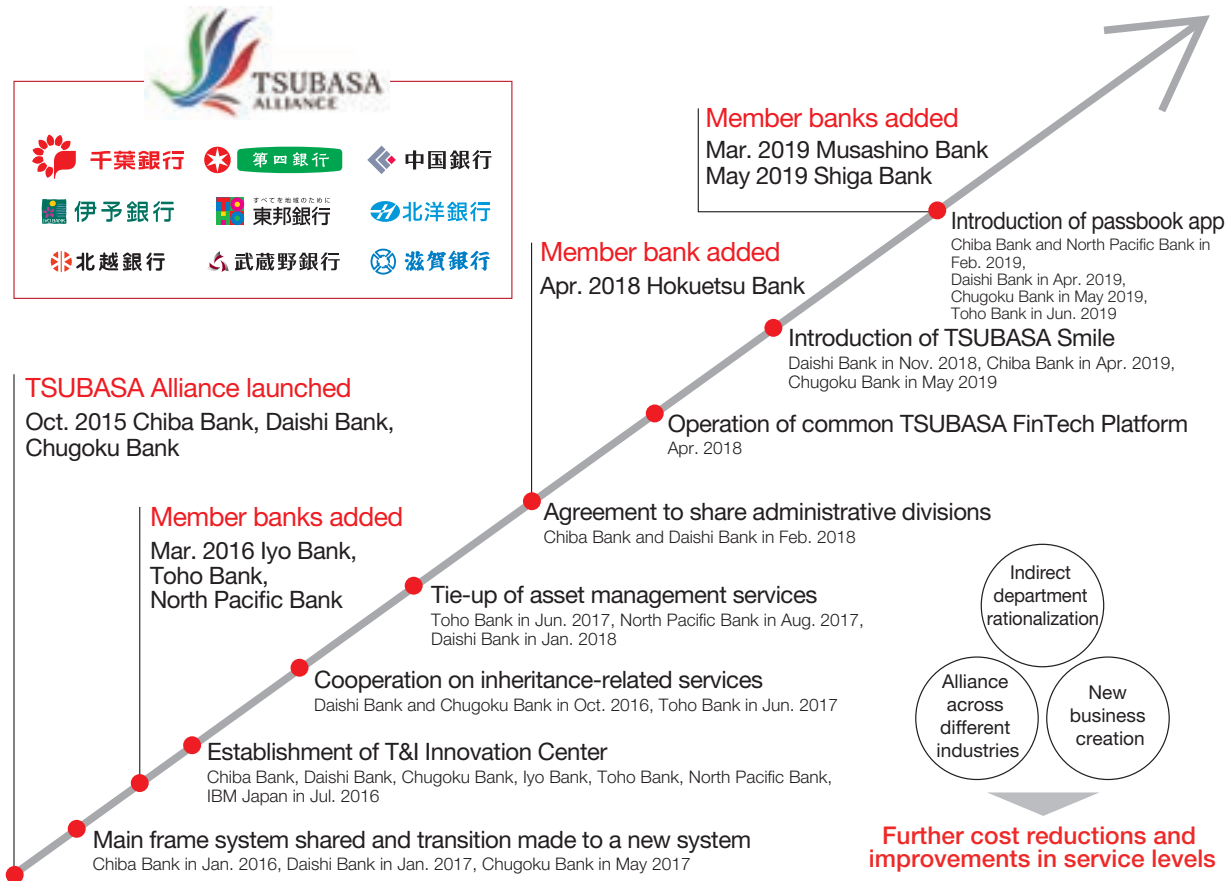 TSUBASA
ALLIANCE
千葉銀行
第四銀行
中国銀行
伊予銀行
すべてを地域のために
東邦銀行
北洋銀行
北越銀行
武蔵野銀行
滋賀銀行
Member banks added
Mar. 2019 Musashino Bank
May 2019 Shiga Bank
Introduction of passbook app
Chiba Bank and North Pacific Bank in
Feb. 2019,
Daishi Bank in Apr. 2019,
Chugoku Bank in May 2019,
Toho Bank in Jun. 2019
Member bank added
Apr. 2018 Hokuetsu Bank
Introduction of TSUBASA Smile
Daishi Bank in Nov. 2018, Chiba Bank in Apr. 2019,
Chugoku Bank in May 2019
TSUBASA Alliance launched
Oct. 2015 Chiba Bank, Daishi Bank,
Chugoku Bank
Operation of common TSUBASA FinTech Platform
Apr. 2018
Member banks added
Mar. 2016 Iyo Bank,
Toho Bank,
North Pacific Bank
Agreement to share administrative divisions
Chiba Bank and Daishi Bank in Feb. 2018
Tie-up of asset management services
Toho Bank in Jun. 2017, North Pacific Bank in Aug. 2017,
Daishi Bank in Jan. 2018
Cooperation on inheritance-related services
Daishi Bank and Chugoku Bank in Oct. 2016, Toho Bank in Jun. 2017
Establishment of T&I Innovation Center
Chiba Bank, Daishi Bank, Chugoku Bank, Iyo Bank, Toho Bank, North Pacific Bank,
IBM Japan in Jul. 2016
Main frame system shared and transition made to a new system
Chiba Bank in Jan. 2016, Daishi Bank in Jan. 2017, Chugoku Bank in May 2017
Indirect
department
rationalization
Alliance
across
different
industries
New
business
creation
Further cost reductions and
improvements in service levels